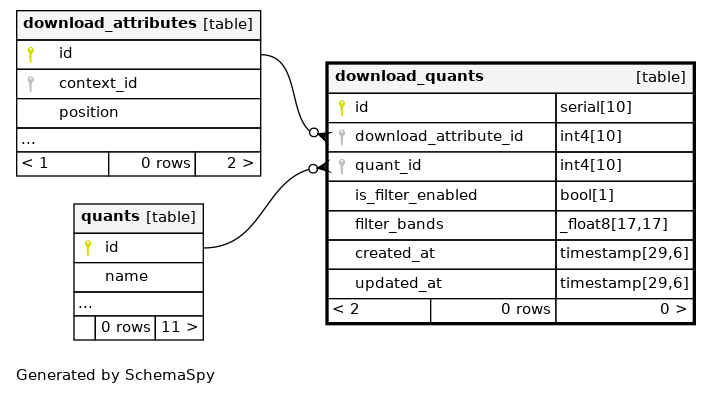 download_attributes [table]
id
context_id
position
...
< 1 0 rows 2 >
quants [table]
id
name
...
0 rows 11 >
download_quants [table]
id serial[10]
download_attribute_id int4[10]
quant_id int4[10]
is_filter_enabled bool[1]
filter_bands _float8[17,17]
created_at timestamp[29,6]
updated_at timestamp[29,6]
< 2 0 rows 0 >
Generated by SchemaSpy